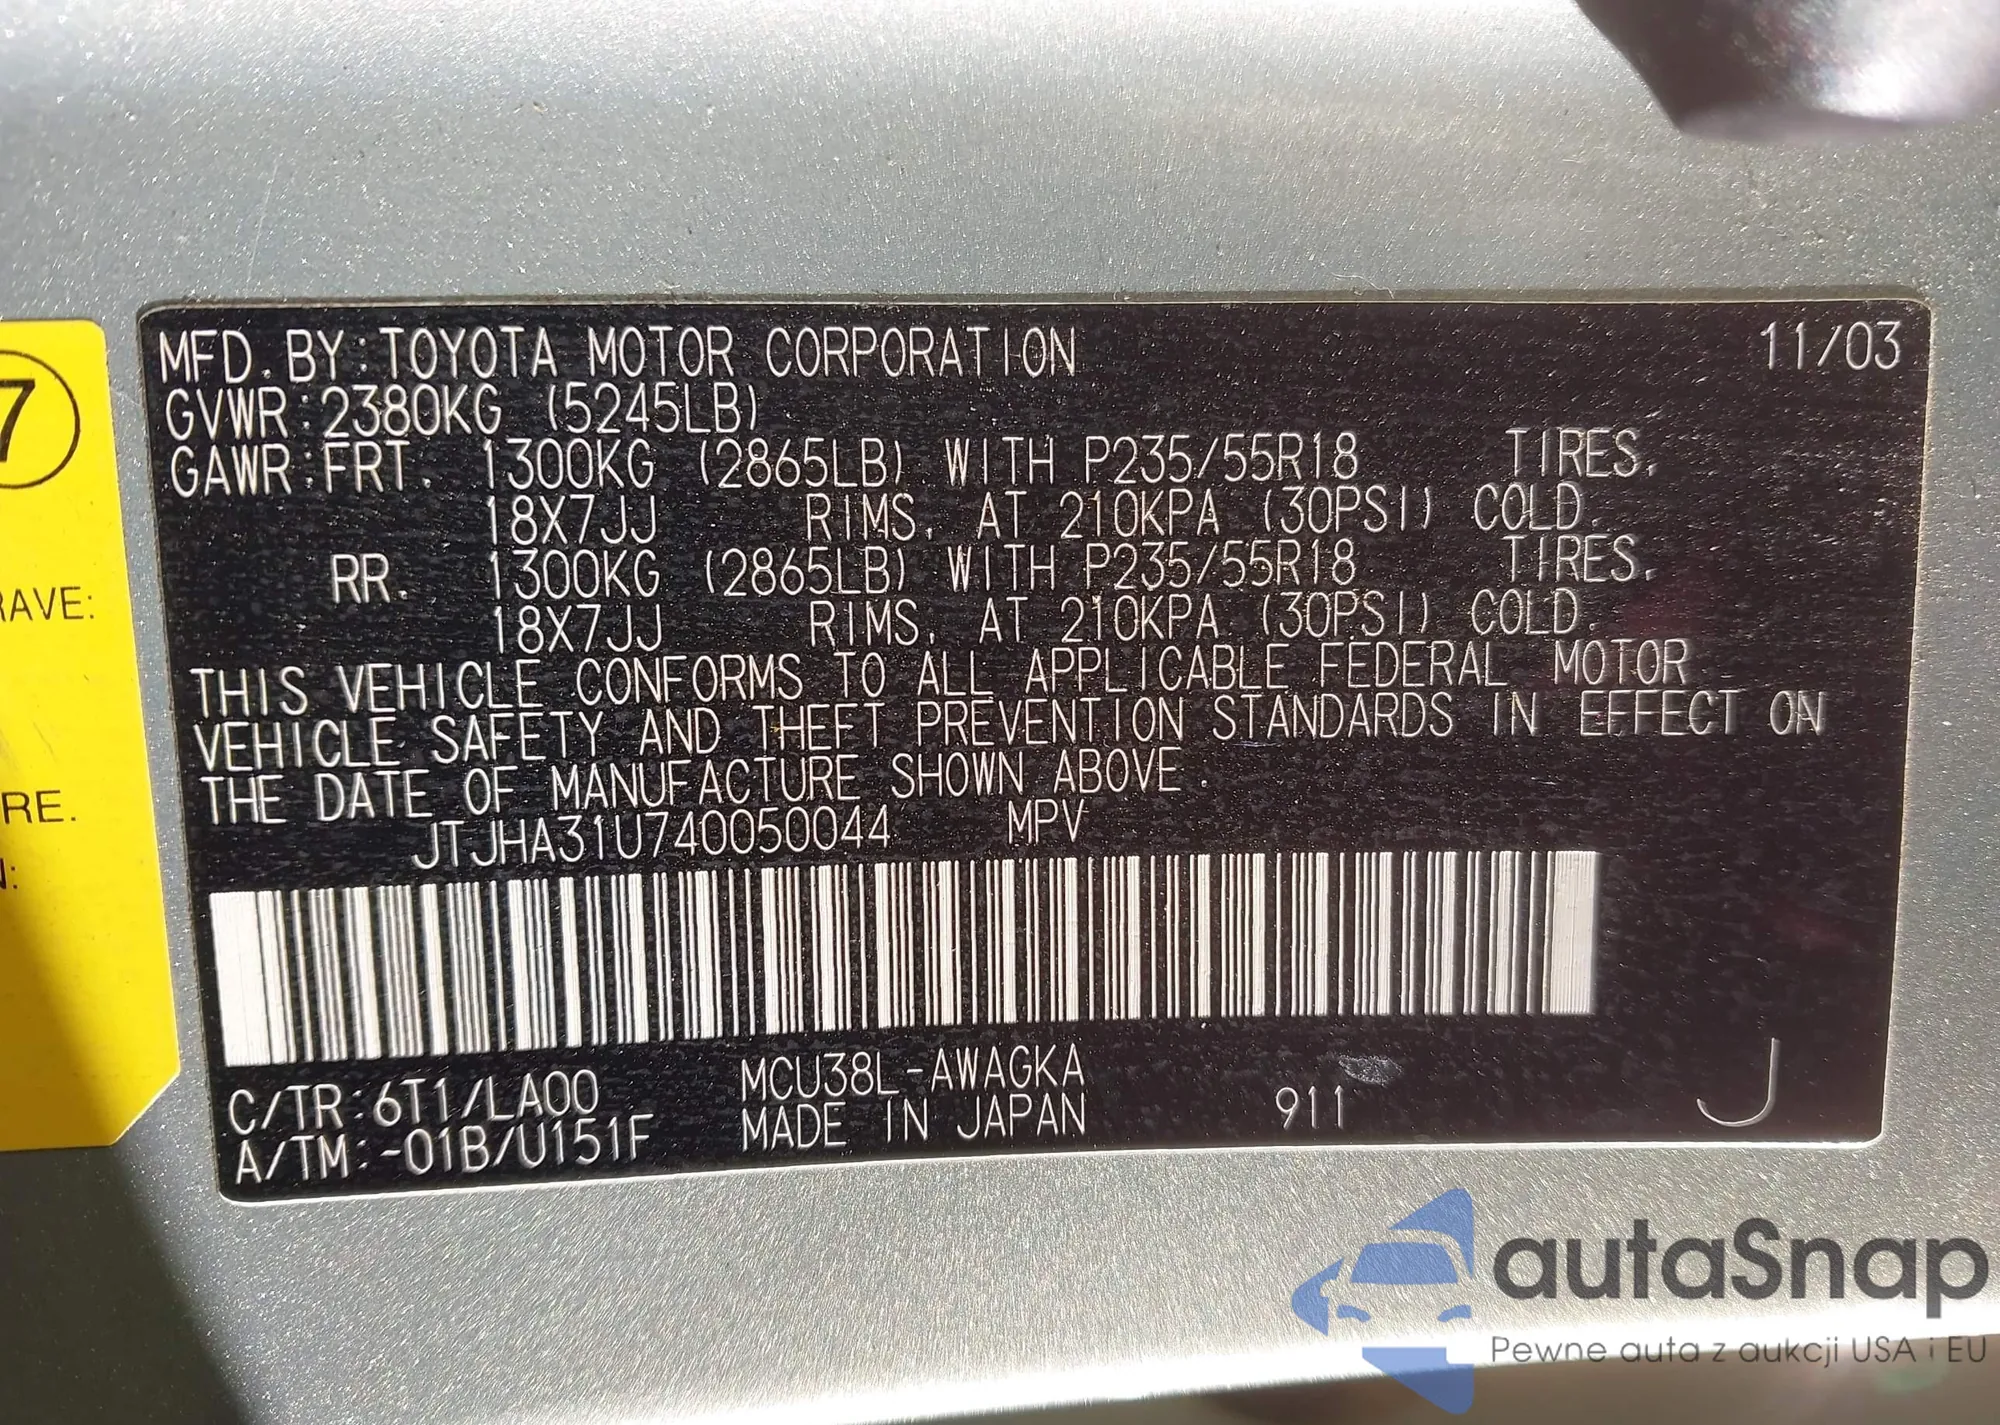 MFD. BY: TOYOTA MOTOR CORPORATION 11/03
GVWR: 2380KG (5245LB)
GAWR: FRT. 1300KG (2865LB) WITH P235/55R18 TIRES,
18X7JJ RIMS, AT 210KPA (30PSI) COLD.
RR. 1300KG (2865LB) WITH P235/55R18 TIRES,
18X7JJ RIMS, AT 210KPA (30PSI) COLD.
THIS VEHICLE CONFORMS TO ALL APPLICABLE FEDERAL MOTOR
VEHICLE SAFETY AND THEFT PREVENTION STANDARDS IN EFFECT ON
THE DATE OF MANUFACTURE SHOWN ABOVE.
JTJHA31U740050044 MPV
C/TR: 6T1/LA00 MCU38L-AWAGKA
A/TM: -01B/U151F MADE IN JAPAN 911 J
7
RAVE:
RE.
N:
autaSnap
Pewne auta z aukcji USA i EU